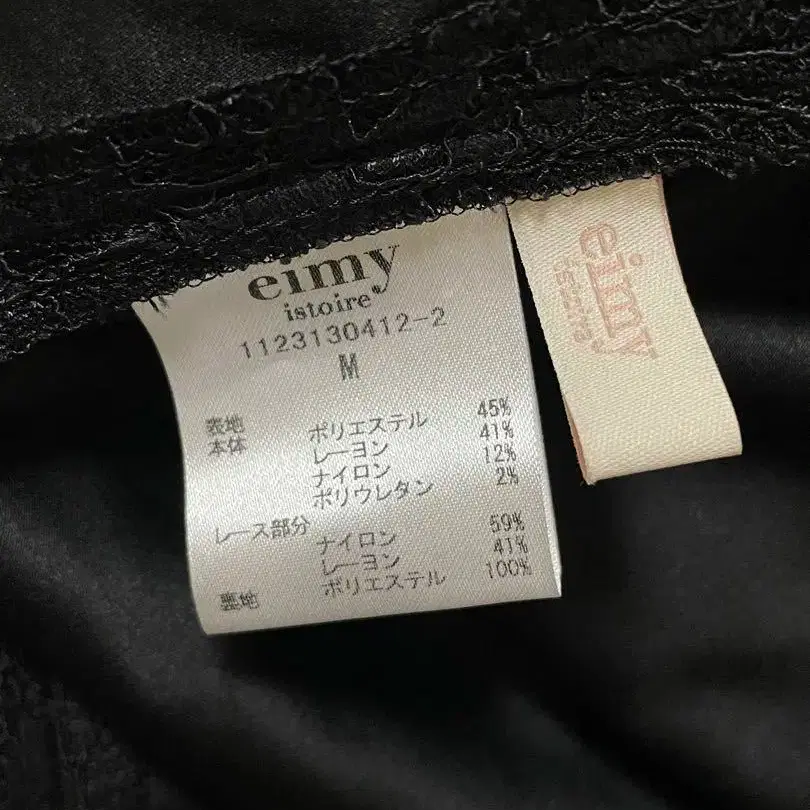 eimy
istoire
1123130412-2
M
表地
本体 ポリエステル 45%
レーヨン 41%
ナイロン 12%
ポリウレタン 2%
レース部分
ナイロン 59%
レーヨン 41%
裏地 ポリエステル 100%
eimy
istoire